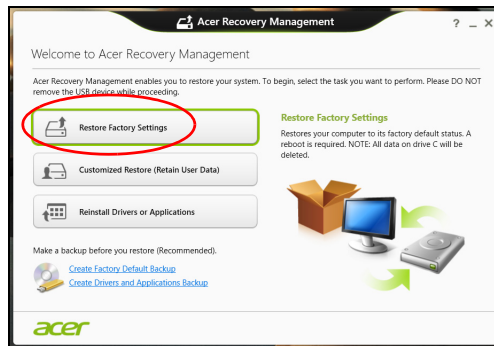 Acer Recovery Management
? _ X
Welcome to Acer Recovery Management
Acer Recovery Management enables you to restore your system. To begin, select the task you want to perform. Please DO NOT
remove the USB device while proceeding.
Restore Factory Settings
Customized Restore (Retain User Data)
Reinstall Drivers or Applications
Restore Factory Settings
Restores your computer to its factory default status. A
reboot is required. NOTE: All data on drive C will be
deleted.
Make a backup before you restore (Recommended).
Create Factory Default Backup
Create Drivers and Applications Backup
acer